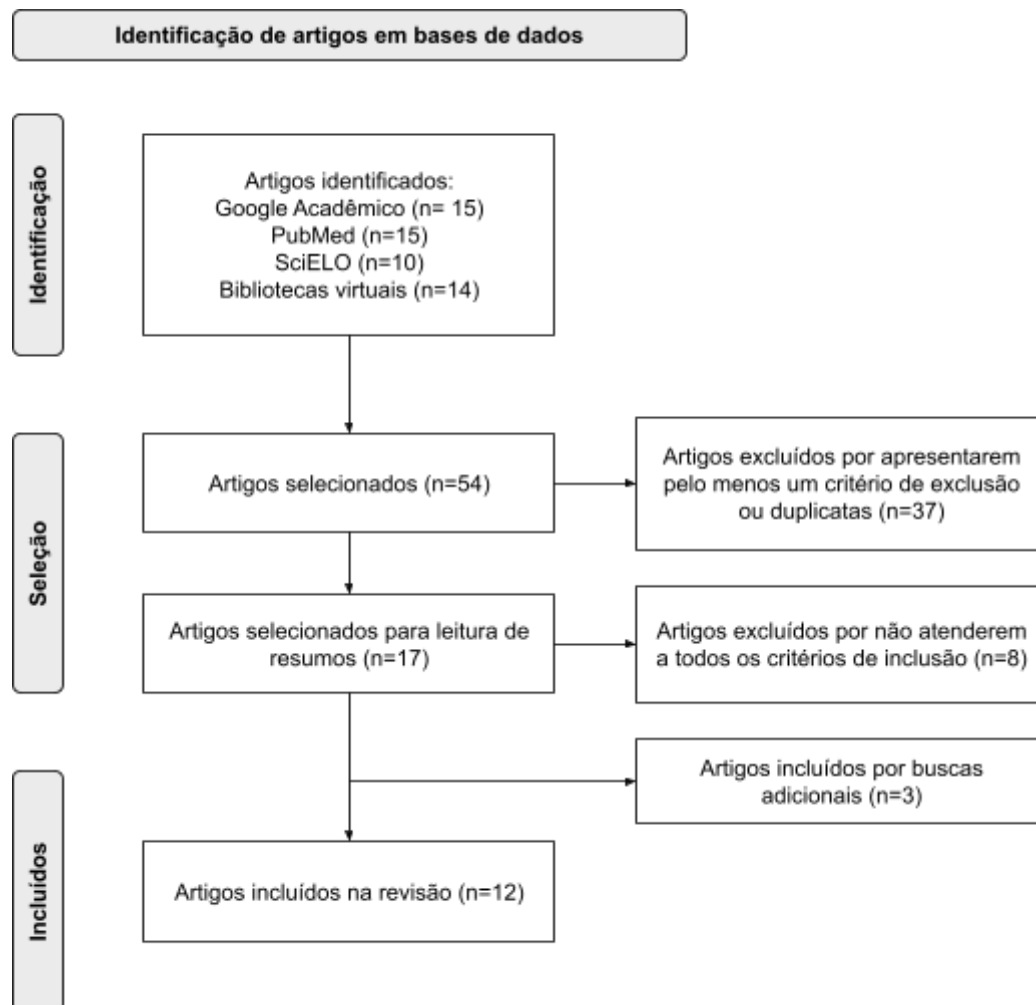 Identificação de artigos em bases de dados
Identificação
Artigos identificados:
Google Acadêmico (n= 15)
PubMed (n=15)
SciELO (n=10)
Bibliotecas virtuais (n=14)
Seleção
Artigos selecionados (n=54)
Artigos excluídos por apresentarem
pelo menos um critério de exclusão
ou duplicatas (n=37)
Artigos selecionados para leitura de
resumos (n=17)
Artigos excluídos por não atenderem
a todos os critérios de inclusão (n=8)
Incluídos
Artigos incluídos por buscas
adicionais (n=3)
Artigos incluídos na revisão (n=12)